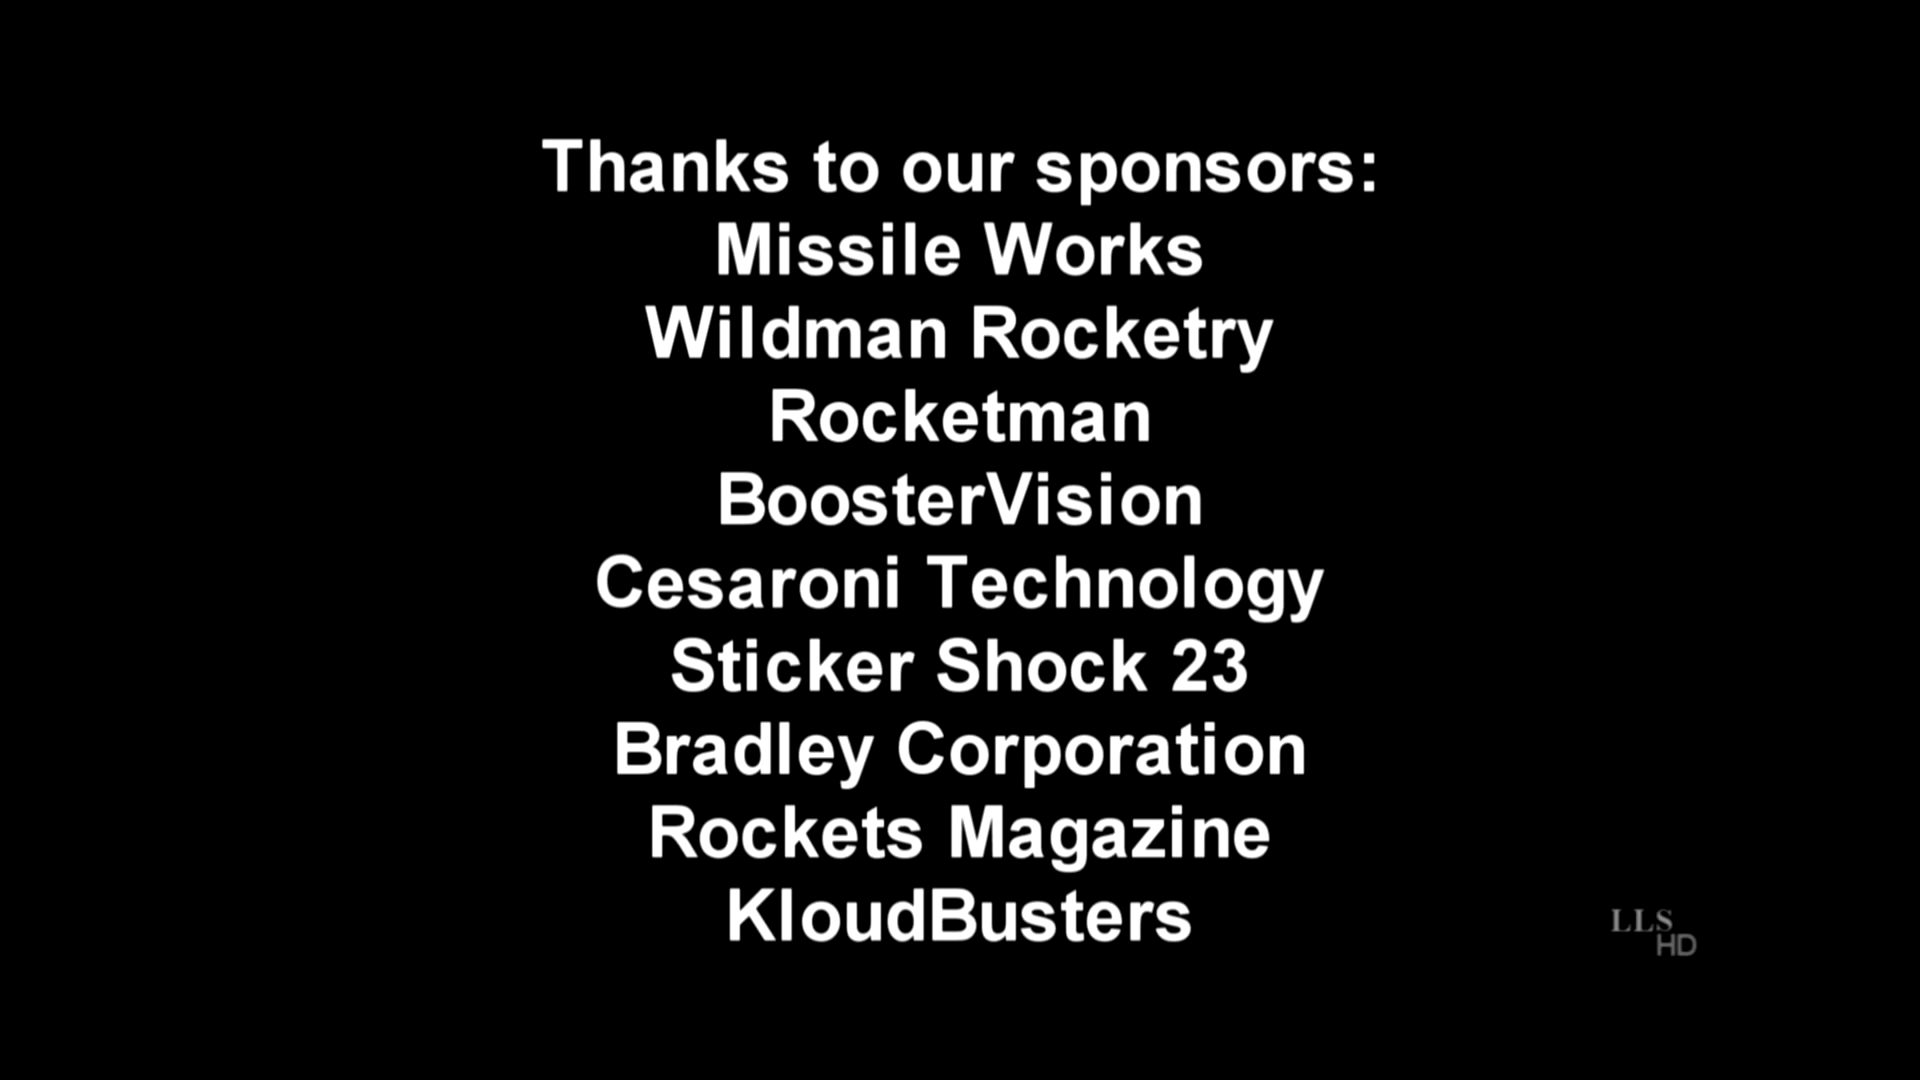 Thanks to our sponsors:
Missile Works
Wildman Rocketry
Rocketman
BoosterVision
Cesaroni Technology
Sticker Shock 23
Bradley Corporation
Rockets Magazine
KloudBusters
LLS
HD